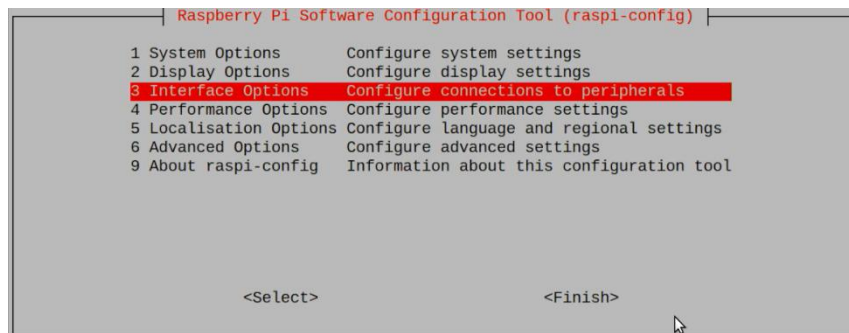 Raspberry Pi Software Configuration Tool (raspi-config)
1 System Options Configure system settings
2 Display Options Configure display settings
3 Interface Options Configure connections to peripherals
4 Performance Options Configure performance settings
5 Localisation Options Configure language and regional settings
6 Advanced Options Configure advanced settings
9 About raspi-config Information about this configuration tool
<Select> <Finish>